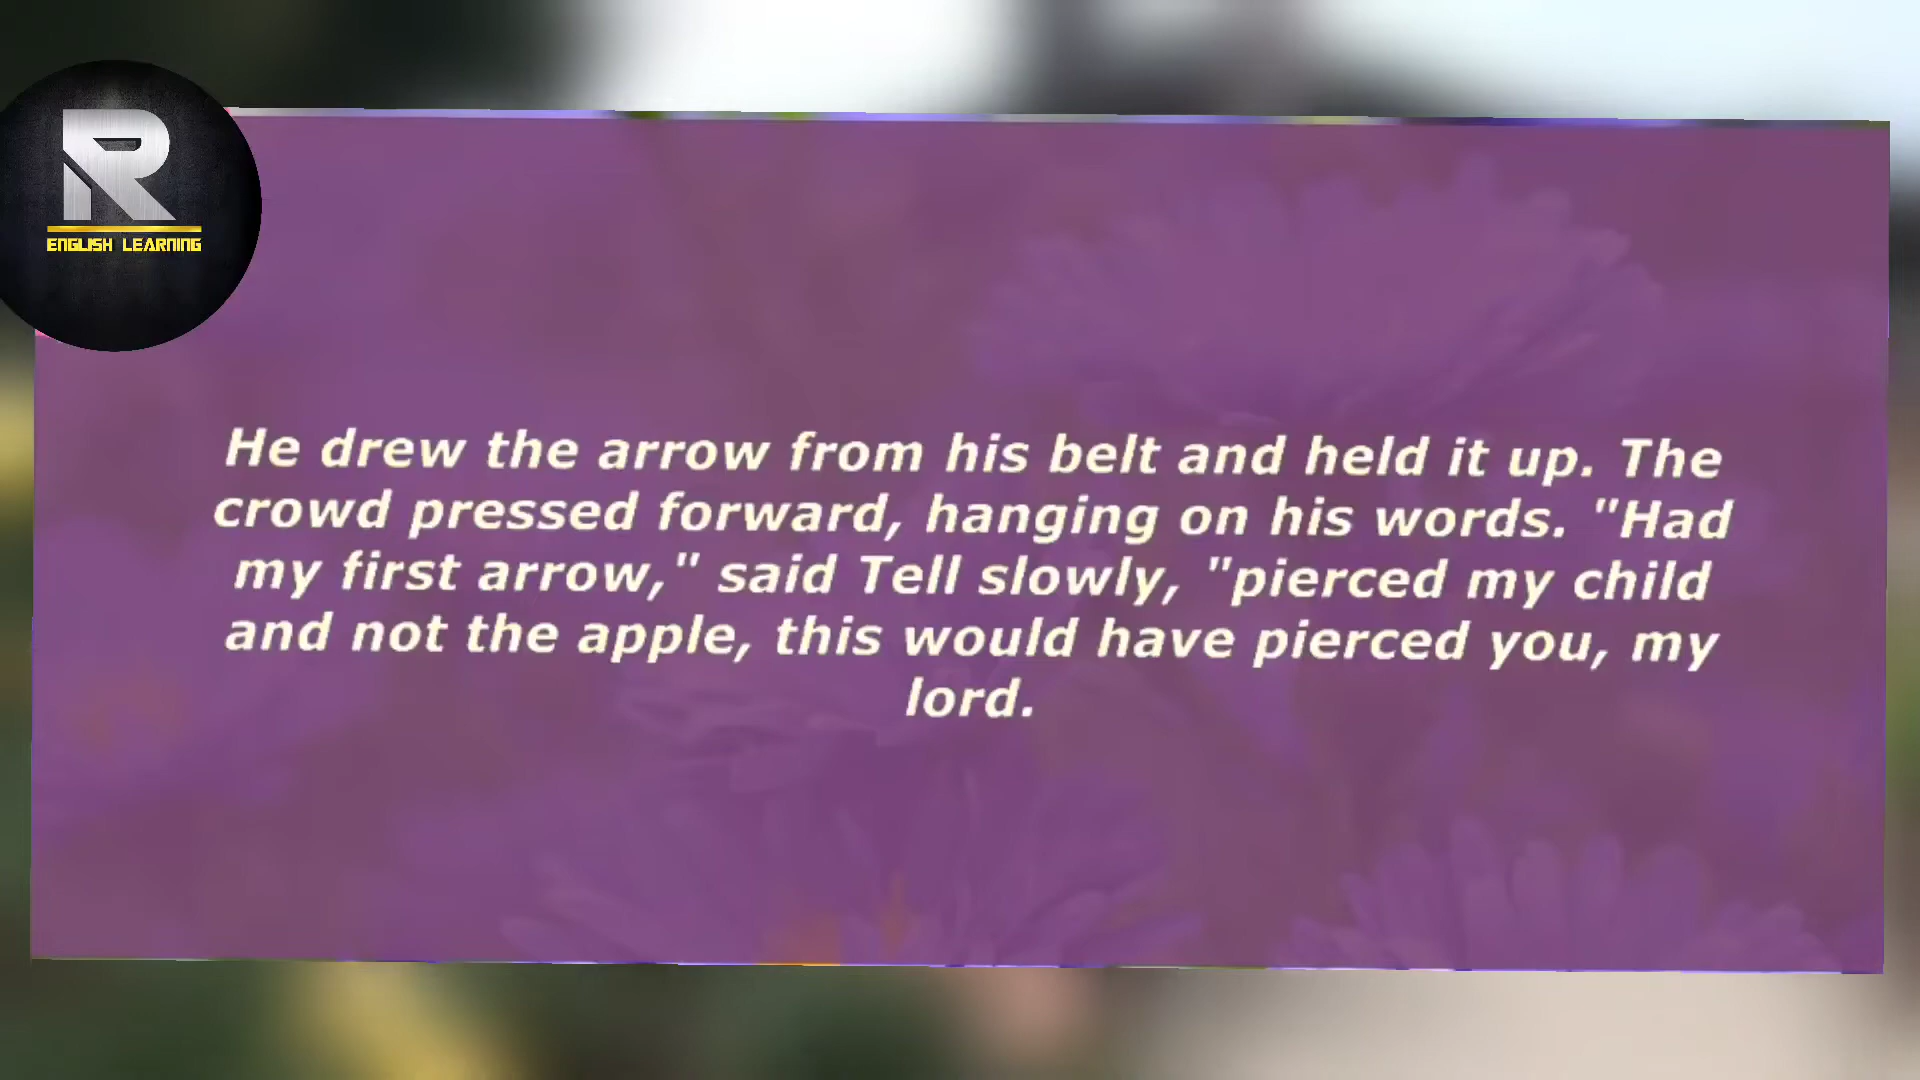 R
ENGLISH LEARNING
He drew the arrow from his belt and held it up. The
crowd pressed forward, hanging on his words. "Had
my first arrow," said Tell slowly, "pierced my child
and not the apple, this would have pierced you, my
lord.